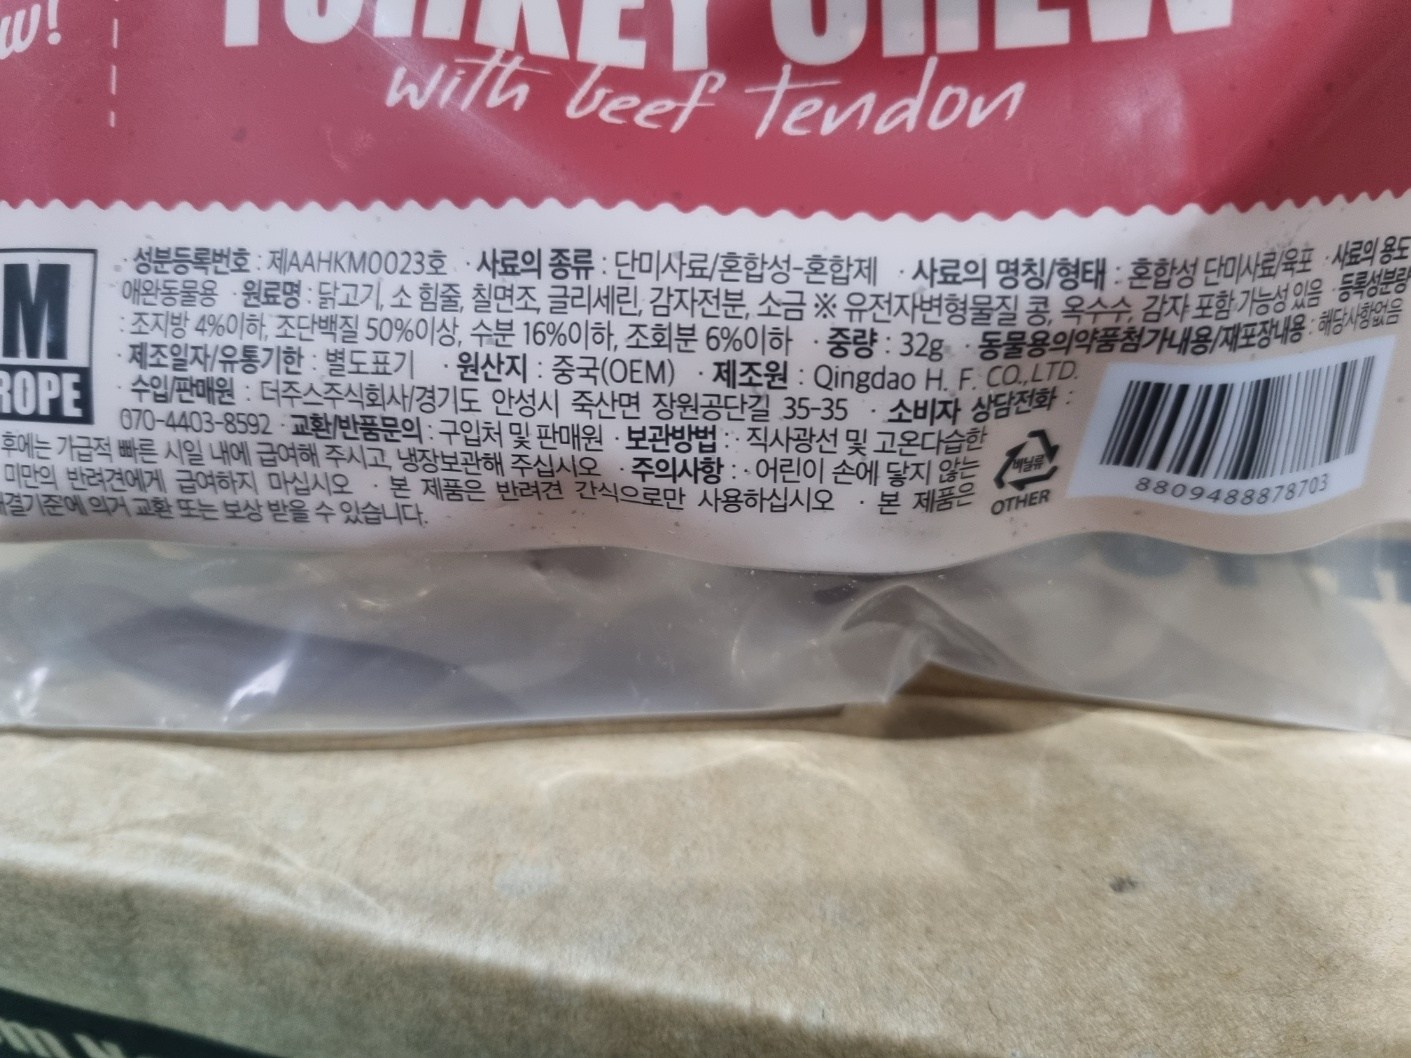 w!
TURKEY CHEW
with beef tendon
M
ROPE
· 성분등록번호 : 제AAHKM0023호 · 사료의 종류 : 단미사료/혼합성-혼합제 · 사료의 명칭/형태 : 혼합성 단미사료/육포 · 사료의 용도
애완동물용 · 원료명 : 닭고기, 소 힘줄, 칠면조, 글리세린, 감자전분, 소금 ※ 유전자변형물질 콩, 옥수수, 감자 포함 가능성 있음 · 등록성분량
: 조지방 4%이하, 조단백질 50%이상, 수분 16%이하, 조회분 6%이하 · 중량 : 32g · 동물용의약품첨가내용/재포장내용 : 해당사항없음
· 제조일자/유통기한 : 별도표기 · 원산지 : 중국(OEM) · 제조원 : Qingdao H. F. CO.,LTD.
· 수입/판매원 : 더주스주식회사/경기도 안성시 죽산면 장원공단길 35-35 · 소비자 상담전화 :
070-4403-8592 · 교환/반품문의 : 구입처 및 판매원 · 보관방법 : · 직사광선 및 고온다습한
후에는 가급적 빠른 시일 내에 급여해 주시고, 냉장보관해 주십시오 · 주의사항 : · 어린이 손에 닿지 않는
미만의 반려견에게 급여하지 마십시오 · 본 제품은 반려견 간식으로만 사용하십시오 · 본 제품은
해결기준에 의거 교환 또는 보상 받을 수 있습니다.
비닐류
OTHER
8809488878703